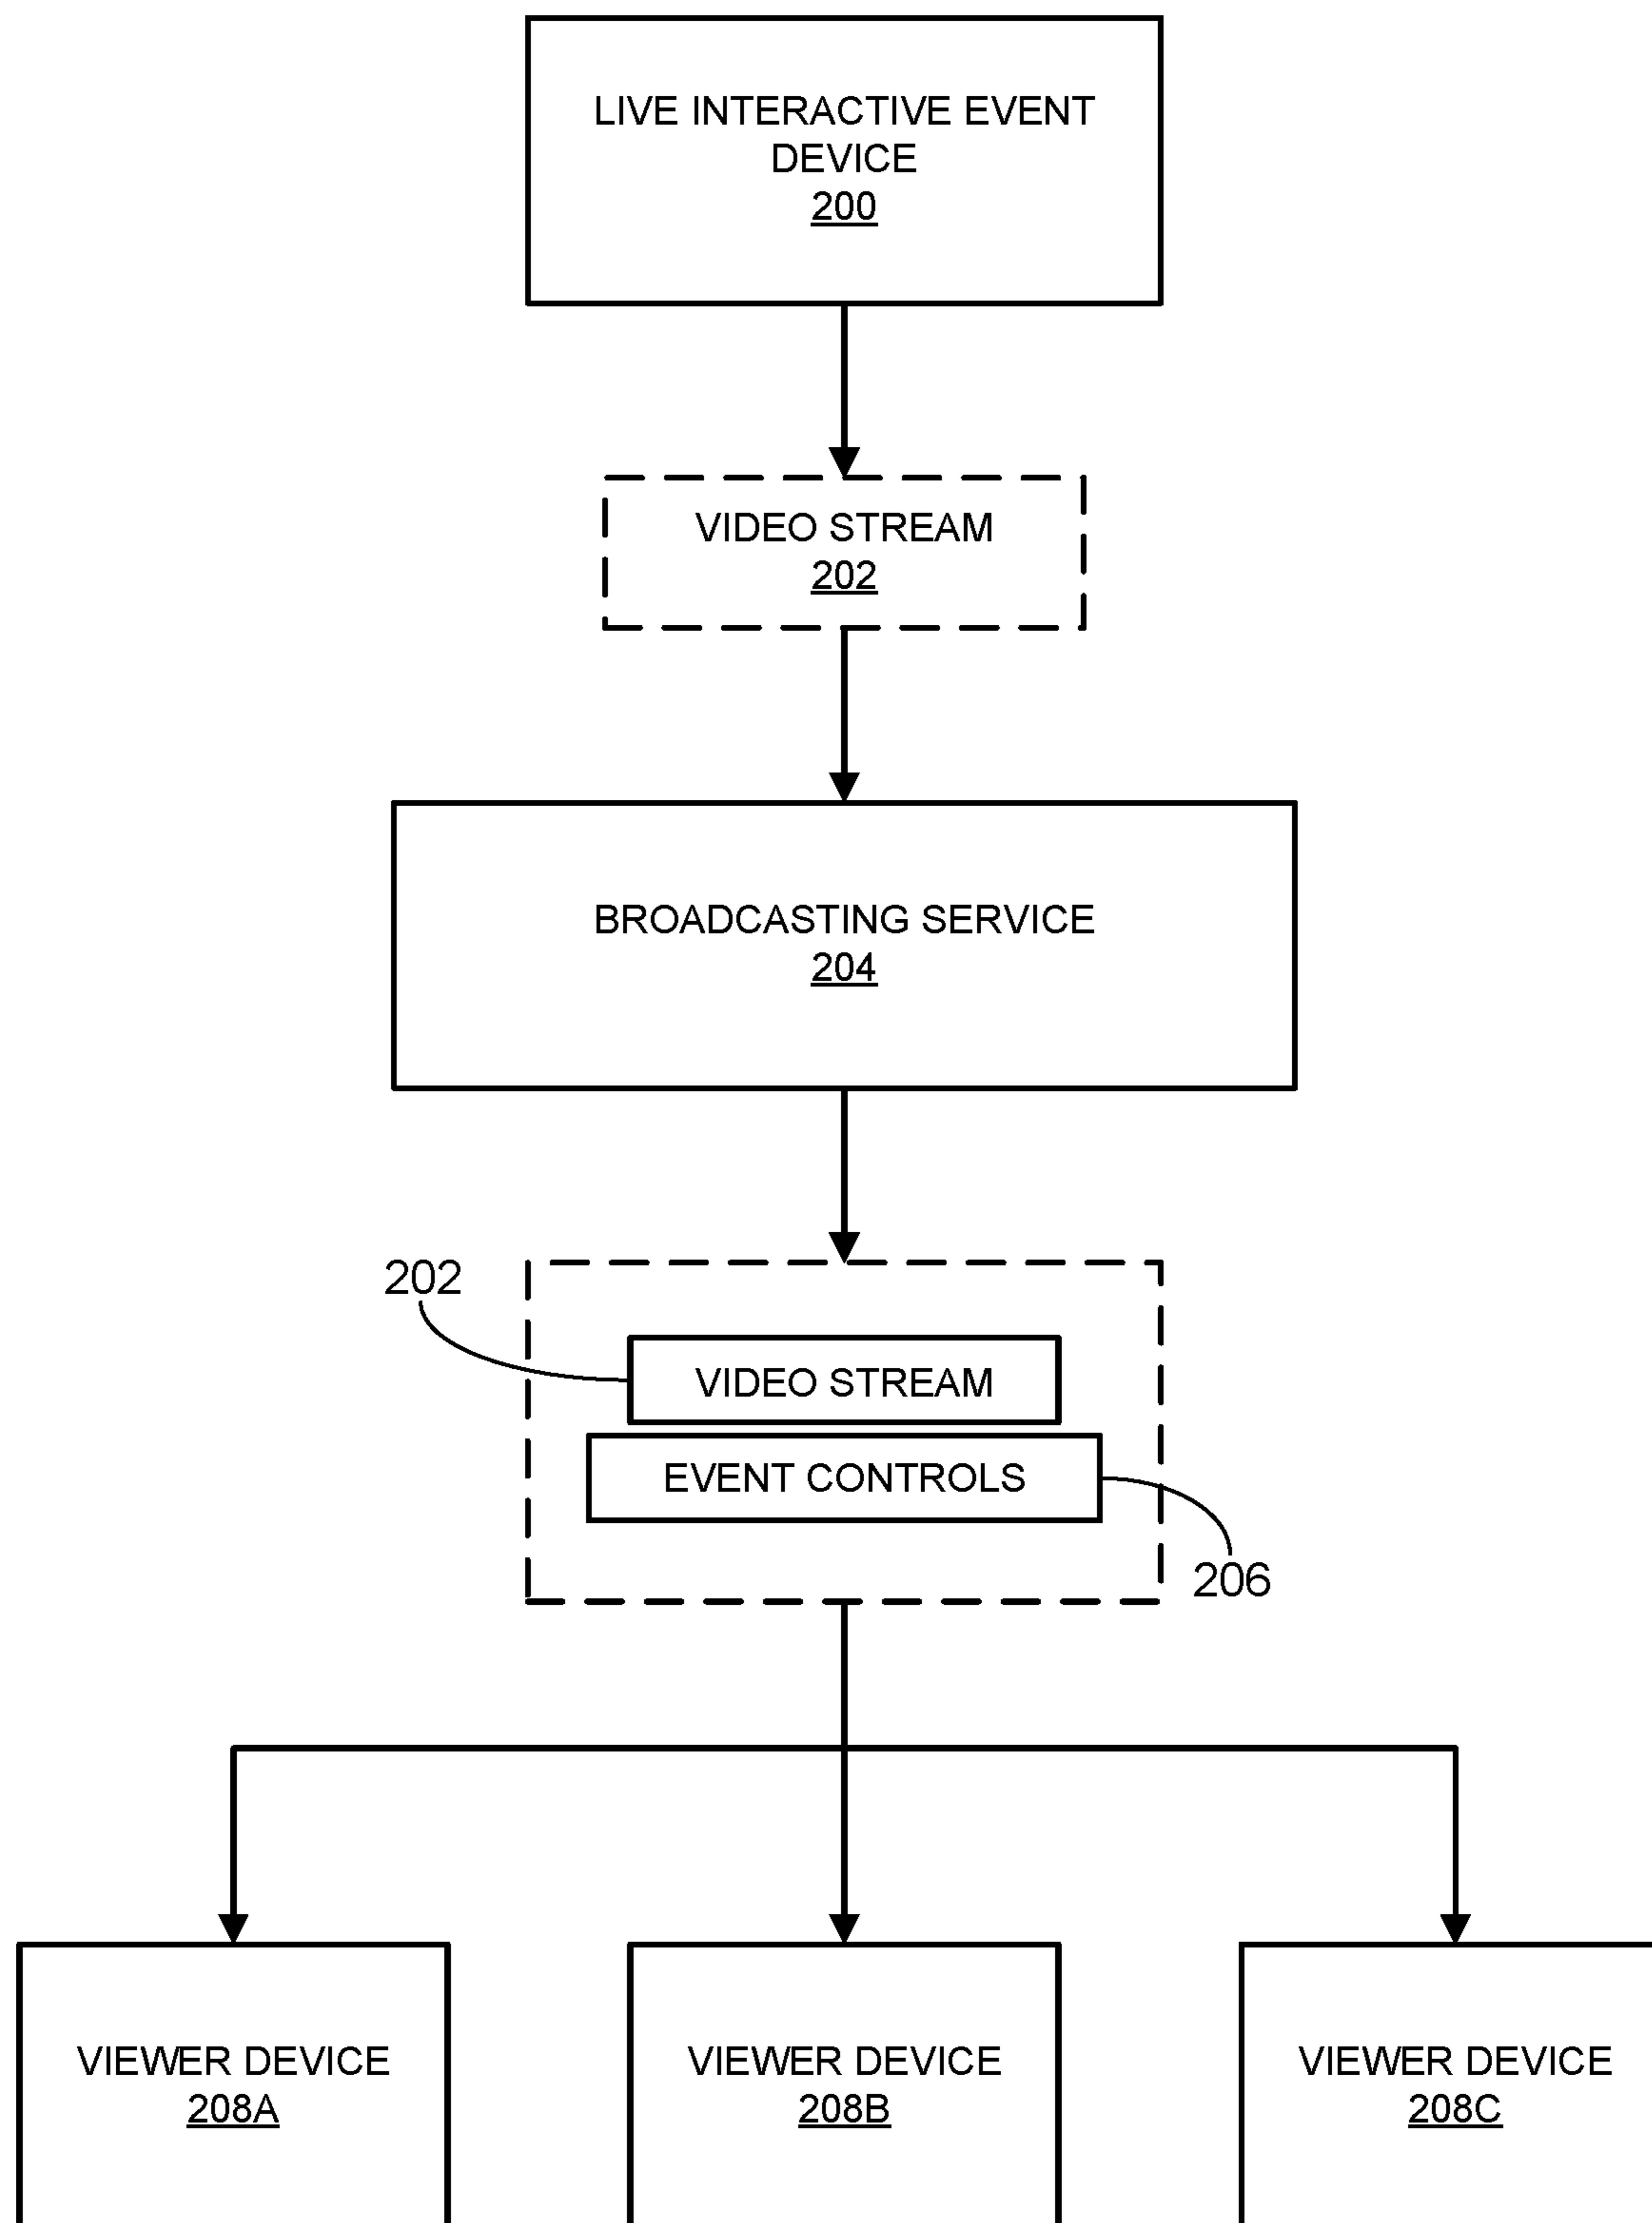 LIVE INTERACTIVE EVENT
DEVICE
200
VIDEO STREAM
202
BROADCASTING SERVICE
204
202
VIDEO STREAM
EVENT CONTROLS
206
VIEWER DEVICE
208A
VIEWER DEVICE
208B
VIEWER DEVICE
208C